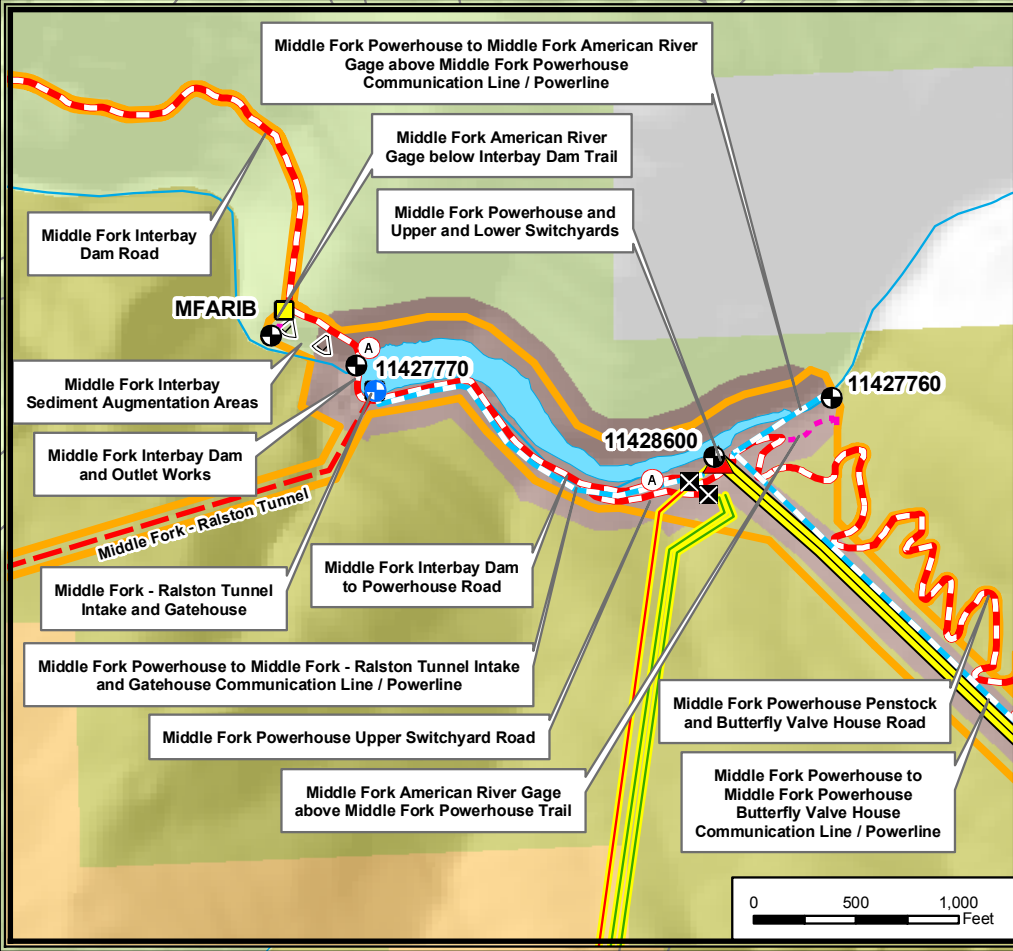 Middle Fork Powerhouse to Middle Fork American River
Gage above Middle Fork Powerhouse
Communication Line / Powerline
Middle Fork American River
Gage below Interbay Dam Trail
Middle Fork Powerhouse and
Upper and Lower Switchyards
Middle Fork Interbay
Dam Road
MFARIB
A
11427770
11427760
Middle Fork Interbay
Sediment Augmentation Areas
11428600
Middle Fork Interbay Dam
and Outlet Works
A
Middle Fork - Ralston Tunnel
Middle Fork Interbay Dam
to Powerhouse Road
Middle Fork - Ralston Tunnel
Intake and Gatehouse
Middle Fork Powerhouse to Middle Fork - Ralston Tunnel Intake
and Gatehouse Communication Line / Powerline
Middle Fork Powerhouse Penstock
and Butterfly Valve House Road
Middle Fork Powerhouse Upper Switchyard Road
Middle Fork American River Gage
above Middle Fork Powerhouse Trail
Middle Fork Powerhouse to
Middle Fork Powerhouse
Butterfly Valve House
Communication Line / Powerline
0 500 1,000
Feet